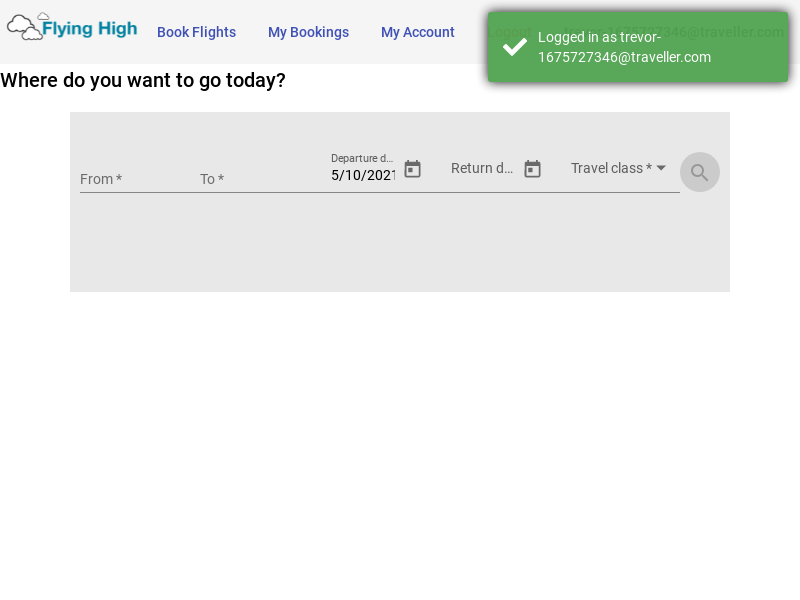 Flying High
Book Flights
My Bookings
My Account
Logout
Logged in as trevor-
1675727346@traveller.com
Where do you want to go today?
From *
To *
Departure d...
5/10/2021
Return d...
Travel class *